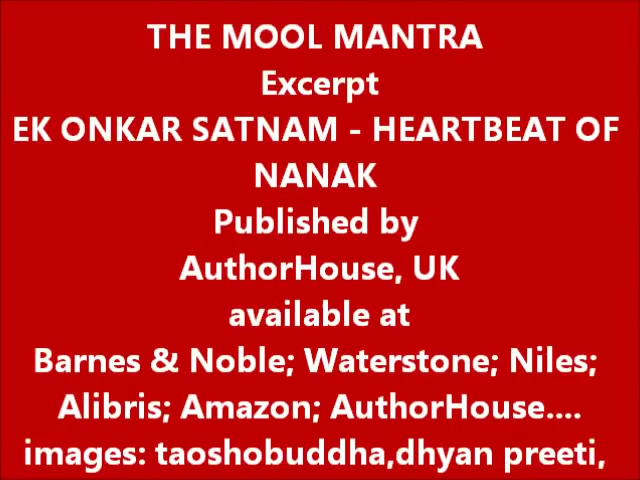 THE MOOL MANTRA
Excerpt
EK ONKAR SATNAM - HEARTBEAT OF
NANAK
Published by
AuthorHouse, UK
available at
Barnes & Noble; Waterstone; Niles;
Alibris; Amazon; AuthorHouse....
images: taoshobuddha,dhyan preeti,